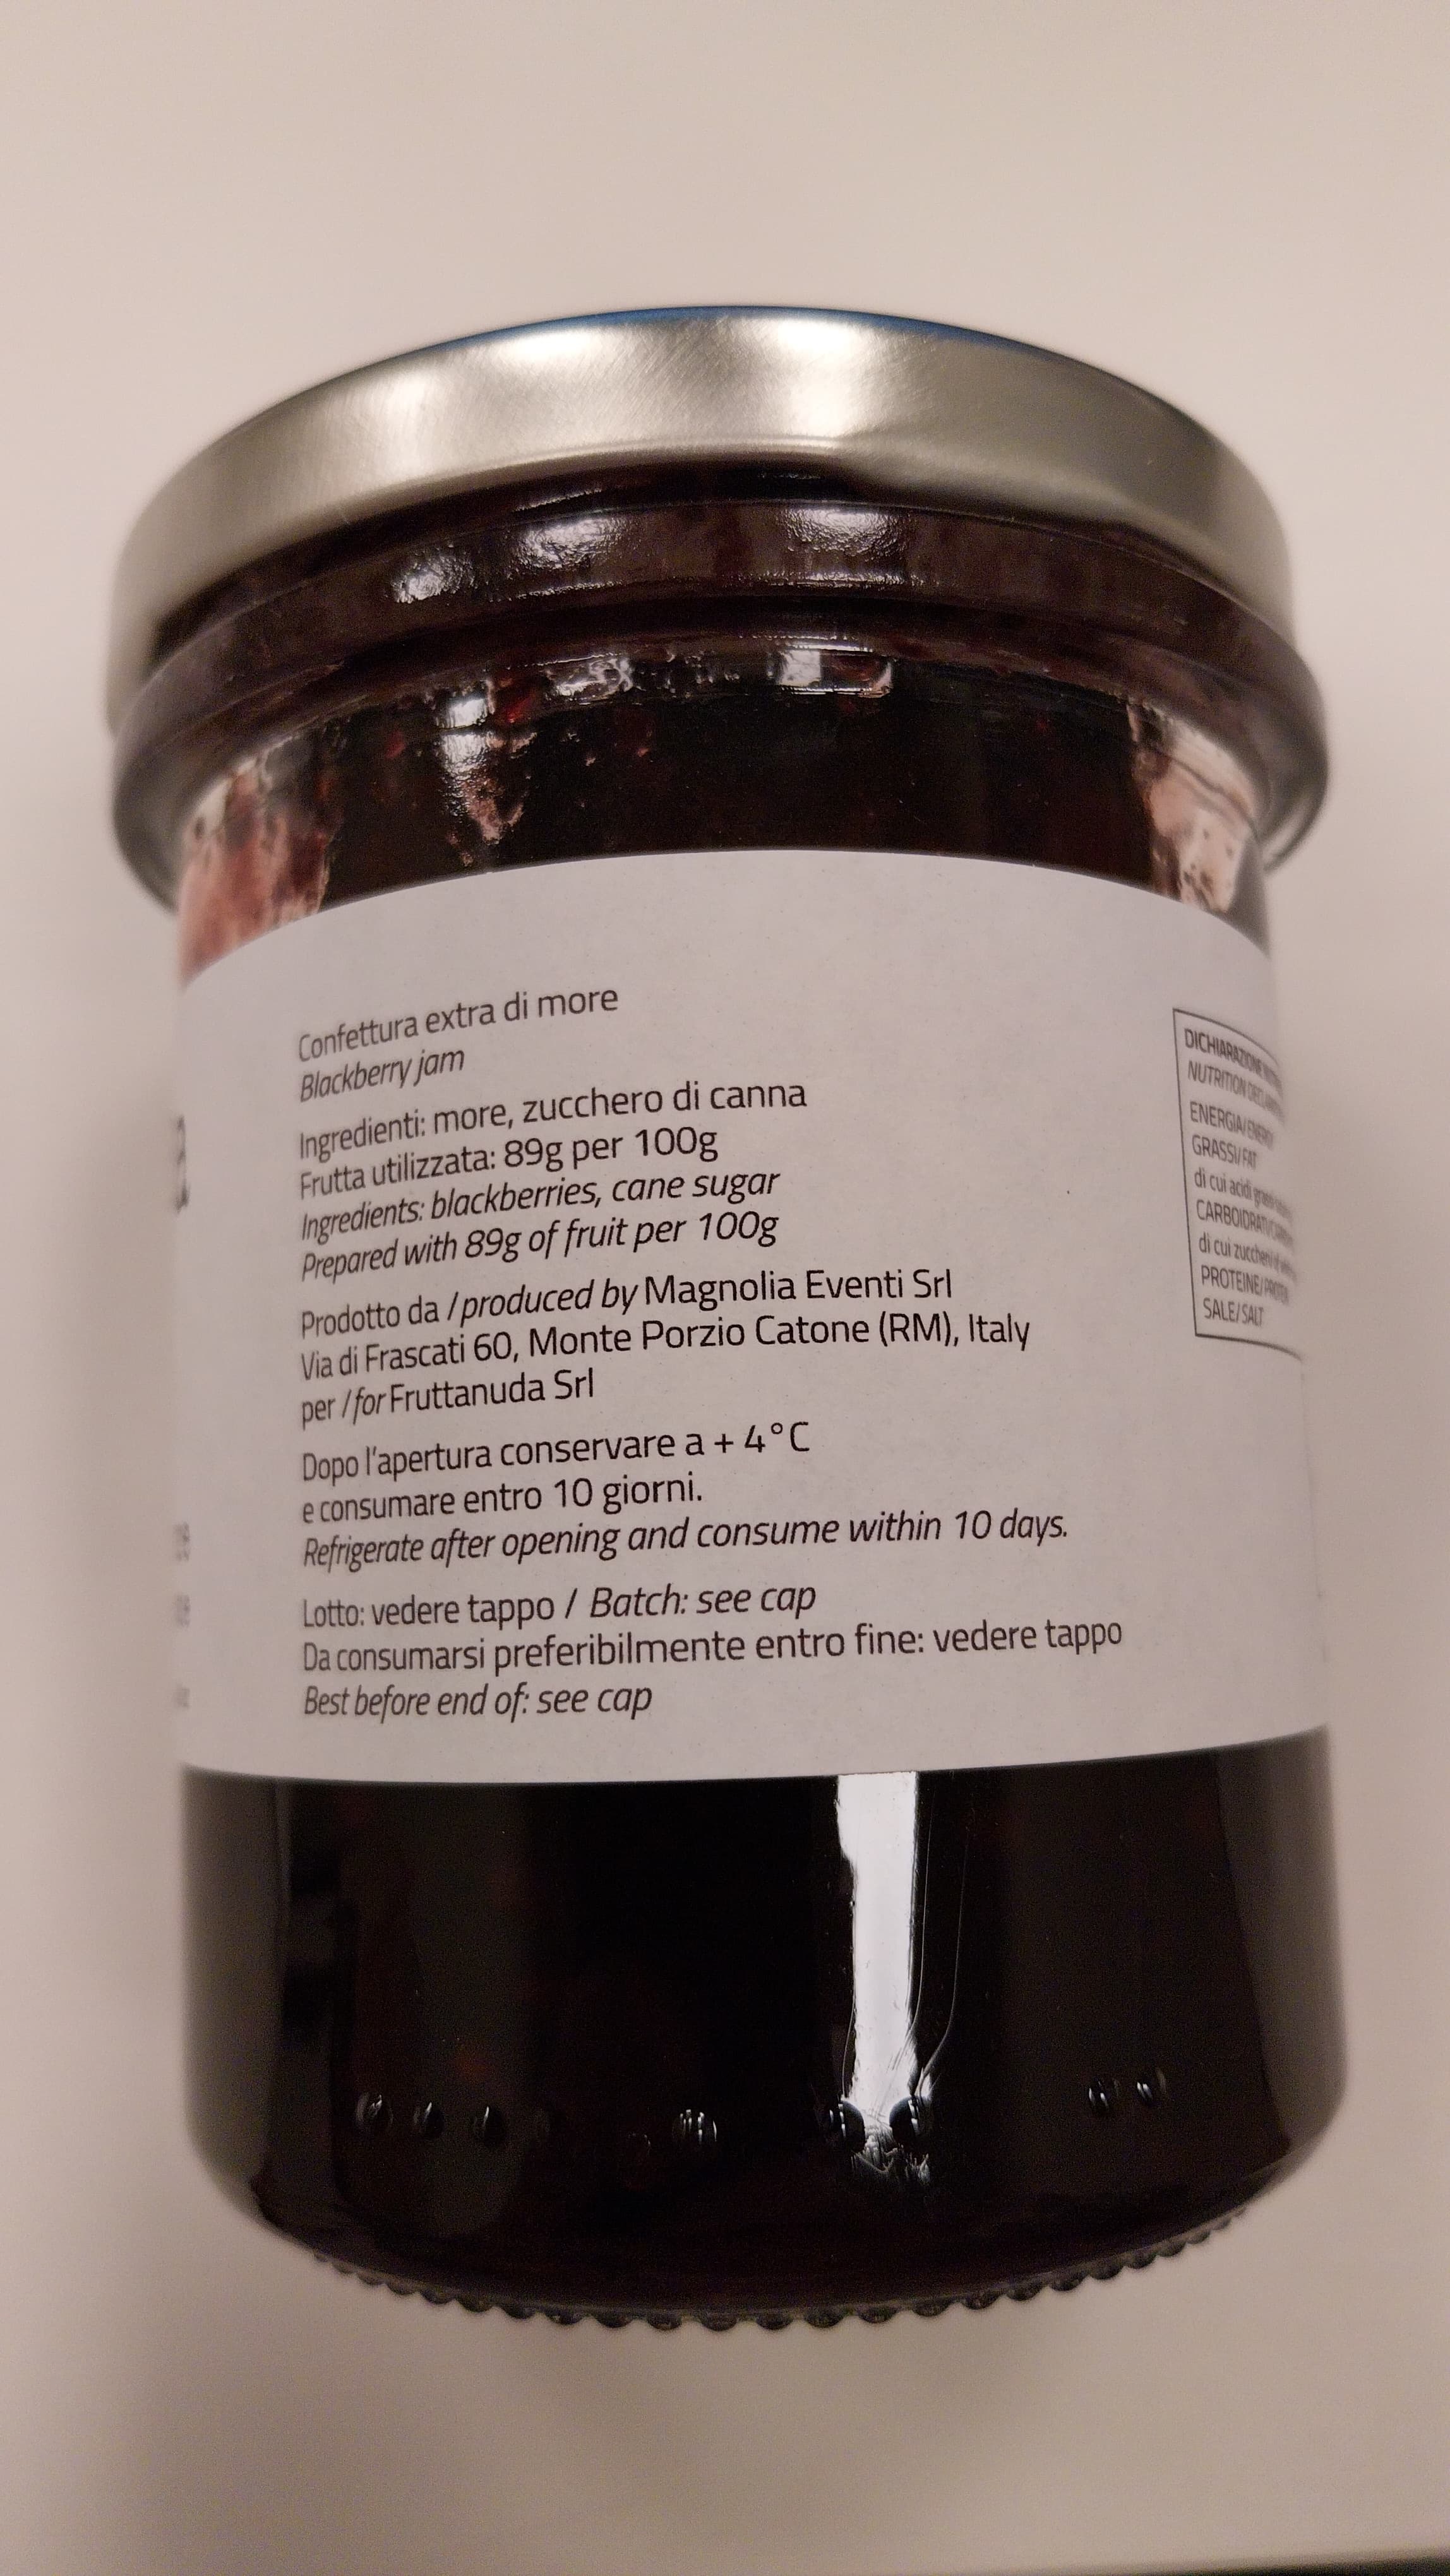 Confettura extra di more
Blackberry jam
Ingredienti: more, zucchero di canna
Frutta utilizzata: 89g per 100g
Ingredients: blackberries, cane sugar
Prepared with 89g of fruit per 100g
Prodotto da / produced by Magnolia Eventi Srl
Via di Frascati 60, Monte Porzio Catone (RM), Italy
per / for Fruttanuda Srl
Dopo l'apertura conservare a + 4°C
e consumare entro 10 giorni.
Refrigerate after opening and consume within 10 days.
Lotto: vedere tappo / Batch: see cap
Da consumarsi preferibilmente entro fine: vedere tappo
Best before end of: see cap
DICHIARAZIONE
NUTRITION
ENERGIA/ENERGY
GRASSI/FAT
di cui acidi
CARBOIDRATI
di cui zuccheri
PROTEINE/PROTEIN
SALE/SALT